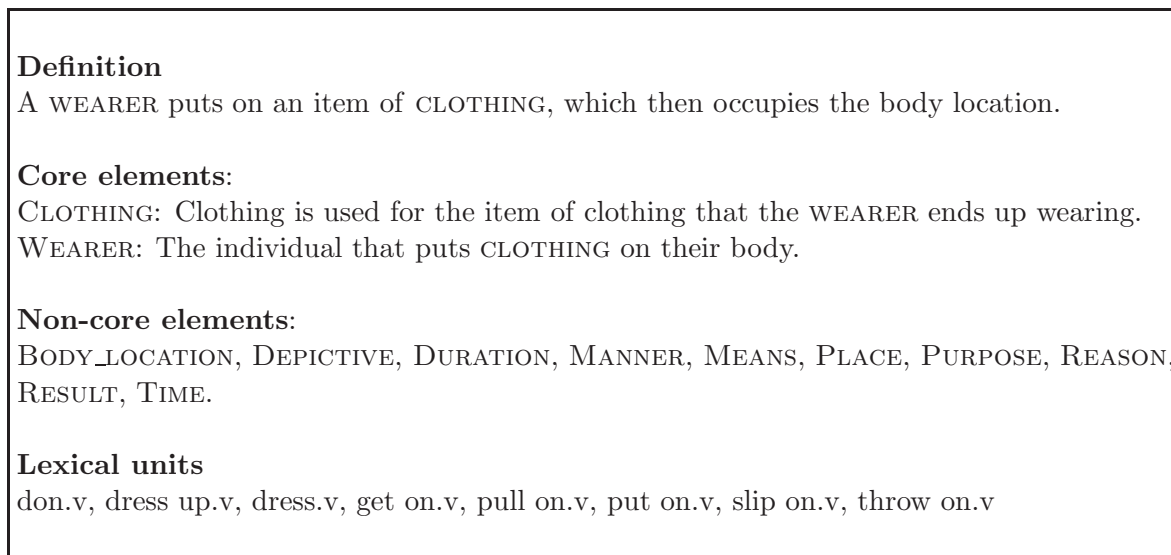 Definition
A WEARER puts on an item of CLOTHING, which then occupies the body location.
Core elements:
CLOTHING: Clothing is used for the item of clothing that the WEARER ends up wearing.
WEARER: The individual that puts CLOTHING on their body.
Non-core elements:
BODY_LOCATION, DEPICTIVE, DURATION, MANNER, MEANS, PLACE, PURPOSE, REASON,
RESULT, TIME.
Lexical units
don.v, dress up.v, dress.v, get on.v, pull on.v, put on.v, slip on.v, throw on.v